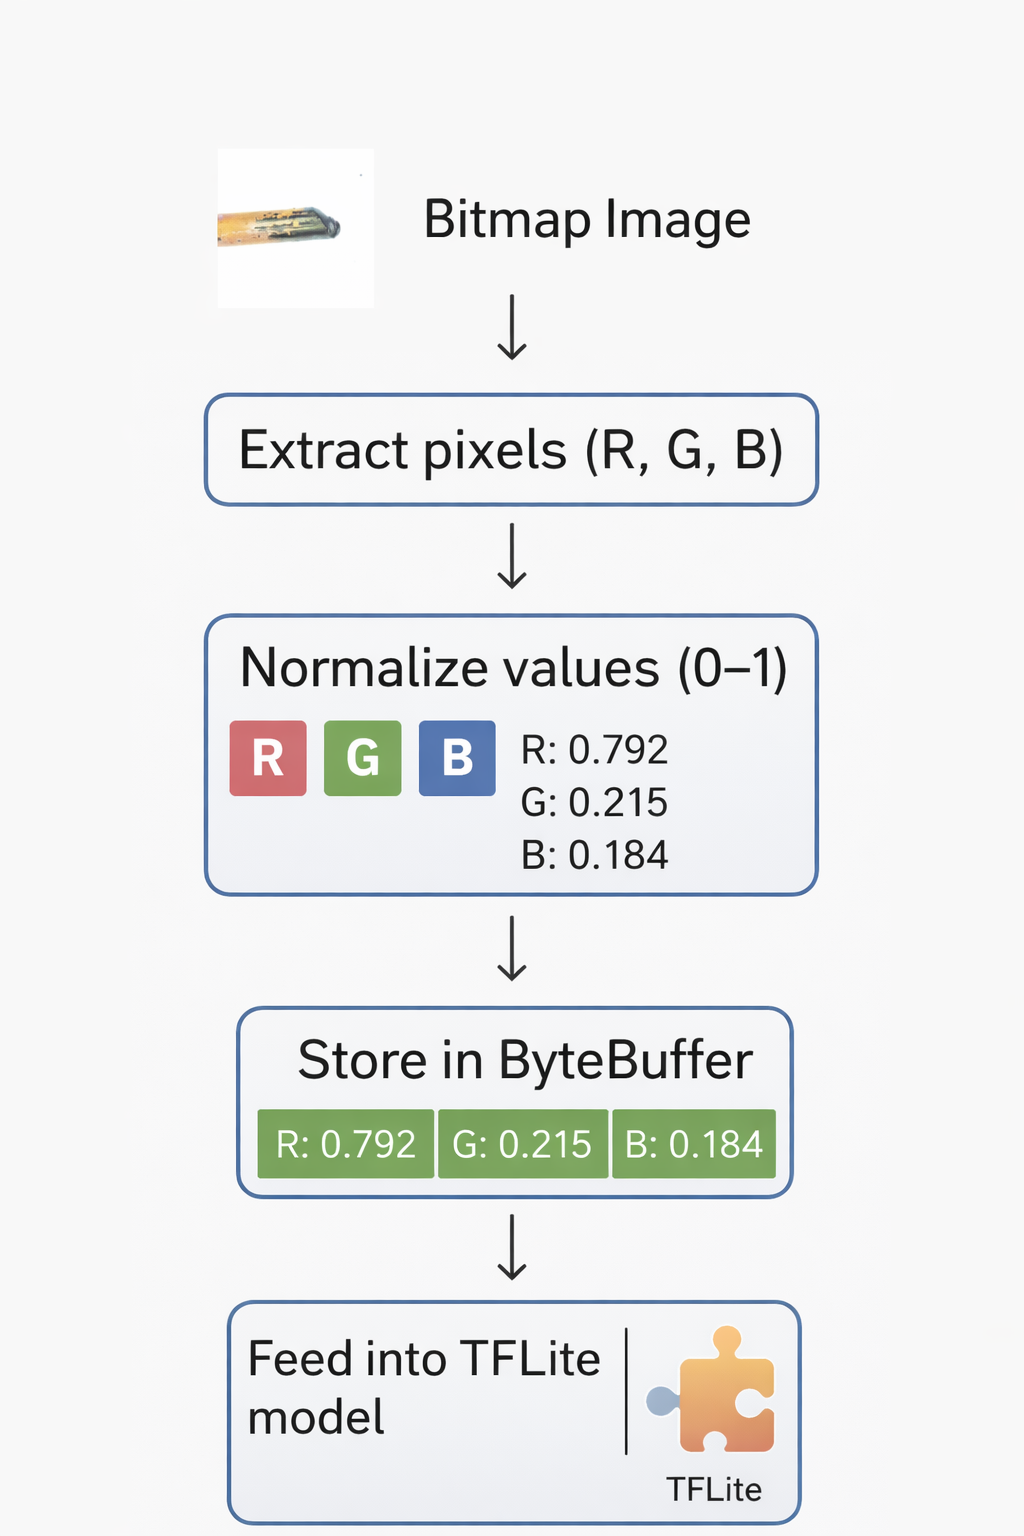 Bitmap Image
Extract pixels (R, G, B)
Normalize values (0–1)
R G B
R: 0.792
G: 0.215
B: 0.184
Store in ByteBuffer
R: 0.792 G: 0.215 B: 0.184
Feed into TFLite
model
TFLite